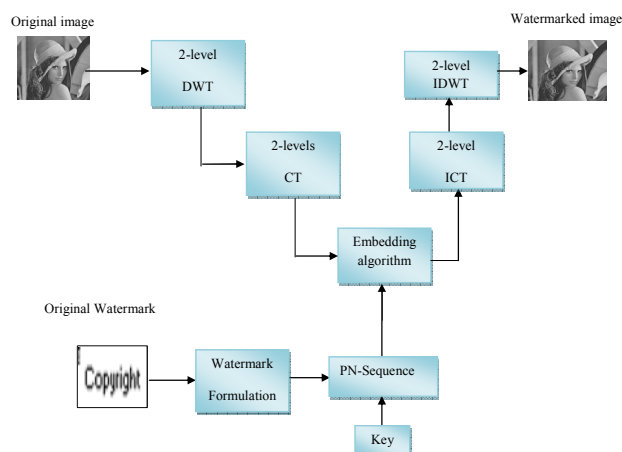 Original image
Watermarked image
2-level
DWT
2-level
IDWT
2-levels
CT
2-level
ICT
Embedding
algorithm
Original Watermark
Copyright
Watermark
Formulation
PN-Sequence
Key